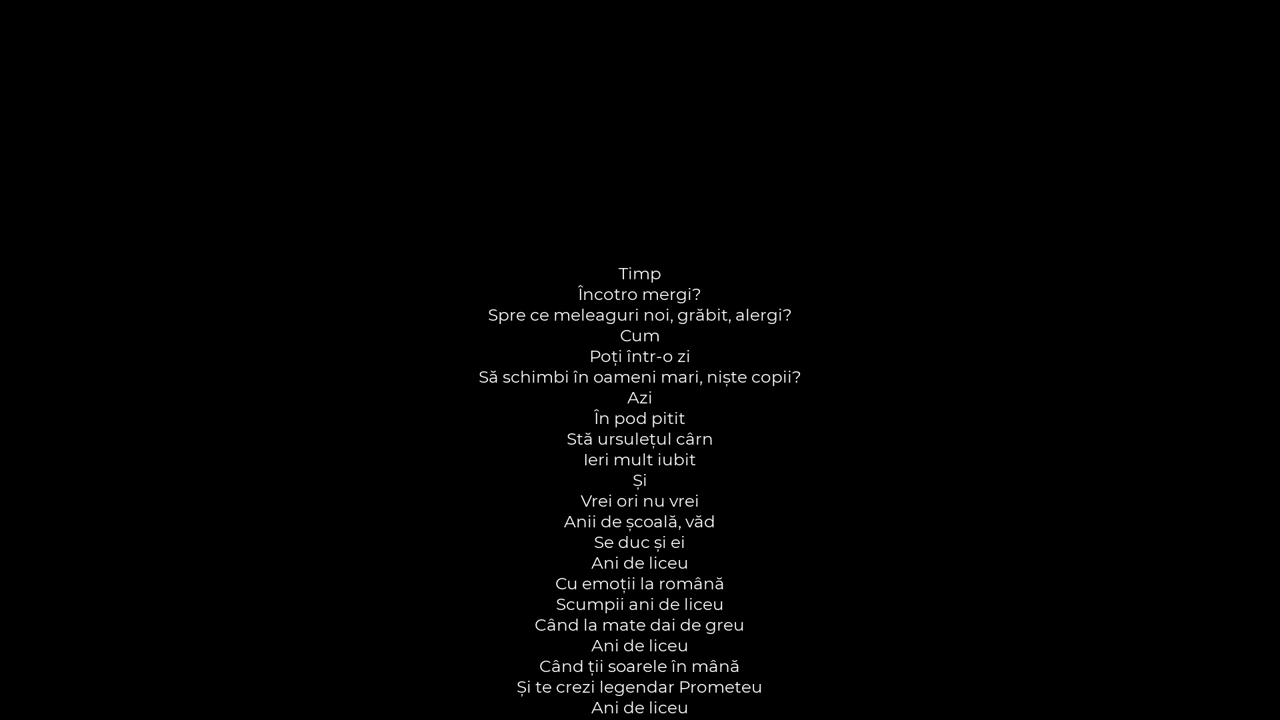 Timp
Încotro mergi?
Spre ce meleaguri noi, grăbit, alergi?
Cum
Poți într-o zi
Să schimbi în oameni mari, niște copii?
Azi
În pod pitit
Stă ursulețul cârn
Ieri mult iubit
Și
Vrei ori nu vrei
Anii de școală, văd
Se duc și ei
Ani de liceu
Cu emoții la română
Scumpii ani de liceu
Când la mate dai de greu
Ani de liceu
Când ții soarele în mână
Și te crezi legendar Prometeu
Ani de liceu